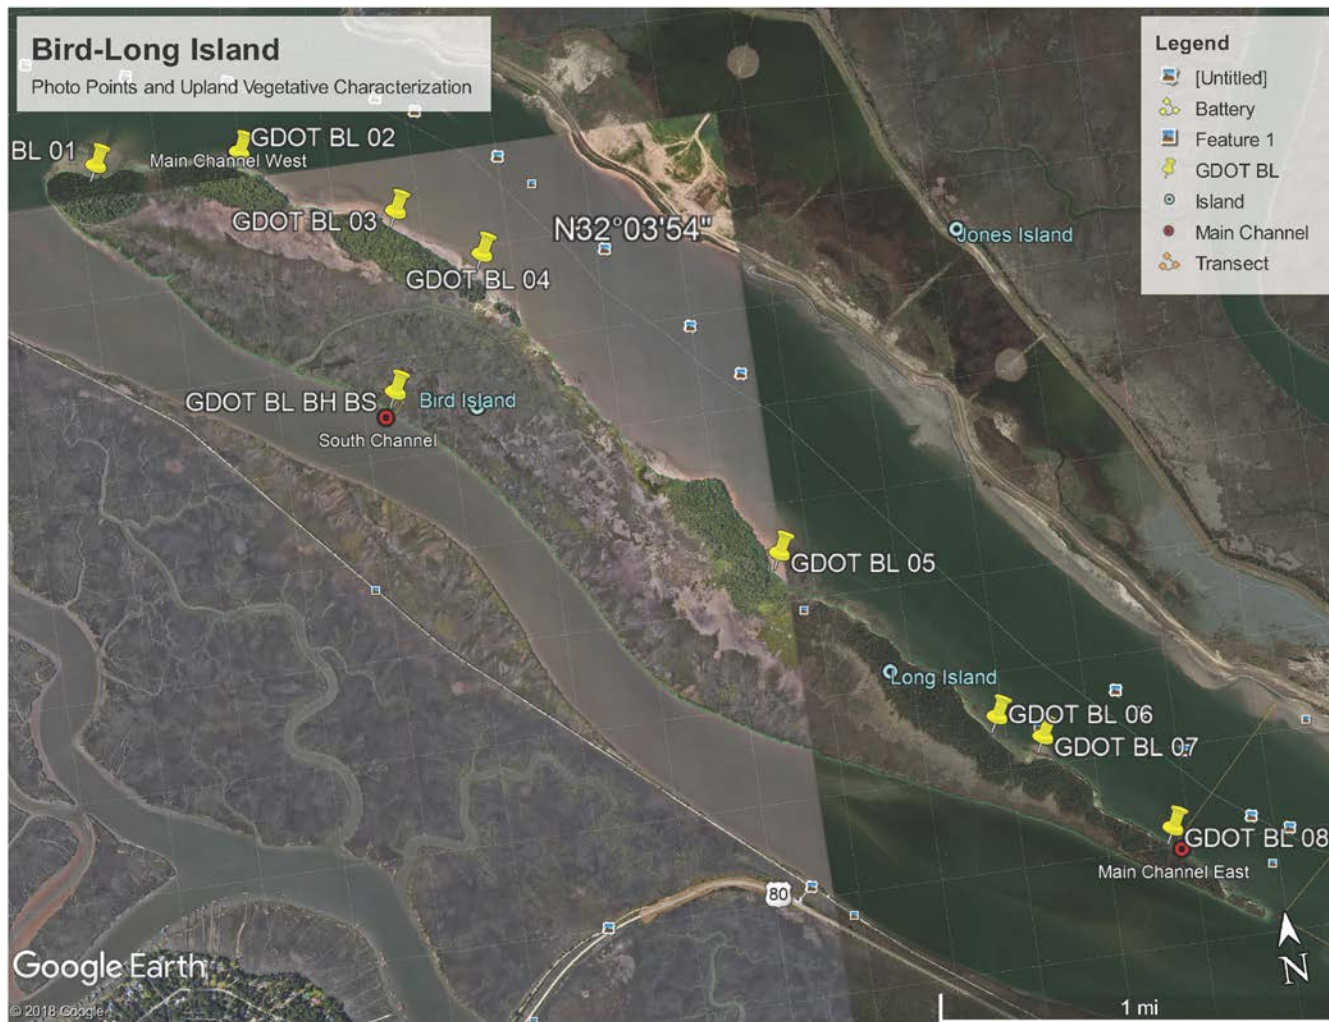 Bird-Long Island
Photo Points and Upland Vegetative Characterization
Legend
[Untitled]
Battery
Feature 1
GDOT BL
Island
Main Channel
Transect
BL 01
GDOT BL 02
Main Channel West
GDOT BL 03
GDOT BL 04
N32°03'54"
Jones Island
GDOT BL BH BS
Bird Island
South Channel
GDOT BL 05
Long Island
GDOT BL 06
GDOT BL 07
GDOT BL 08
Main Channel East
80
Google Earth
© 2018 Google
N
1 mi